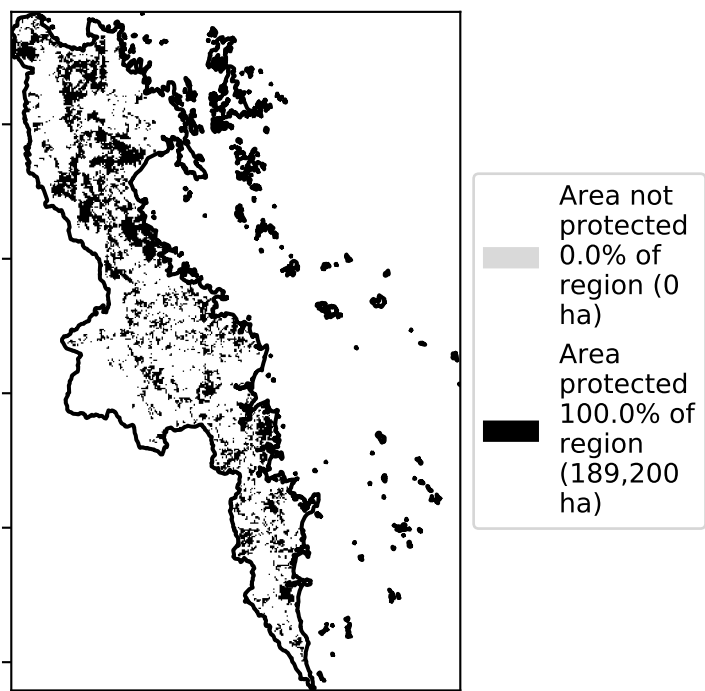 Area not
protected
0.0% of
region (0
ha)
Area
protected
100.0% of
region
(189,200
ha)